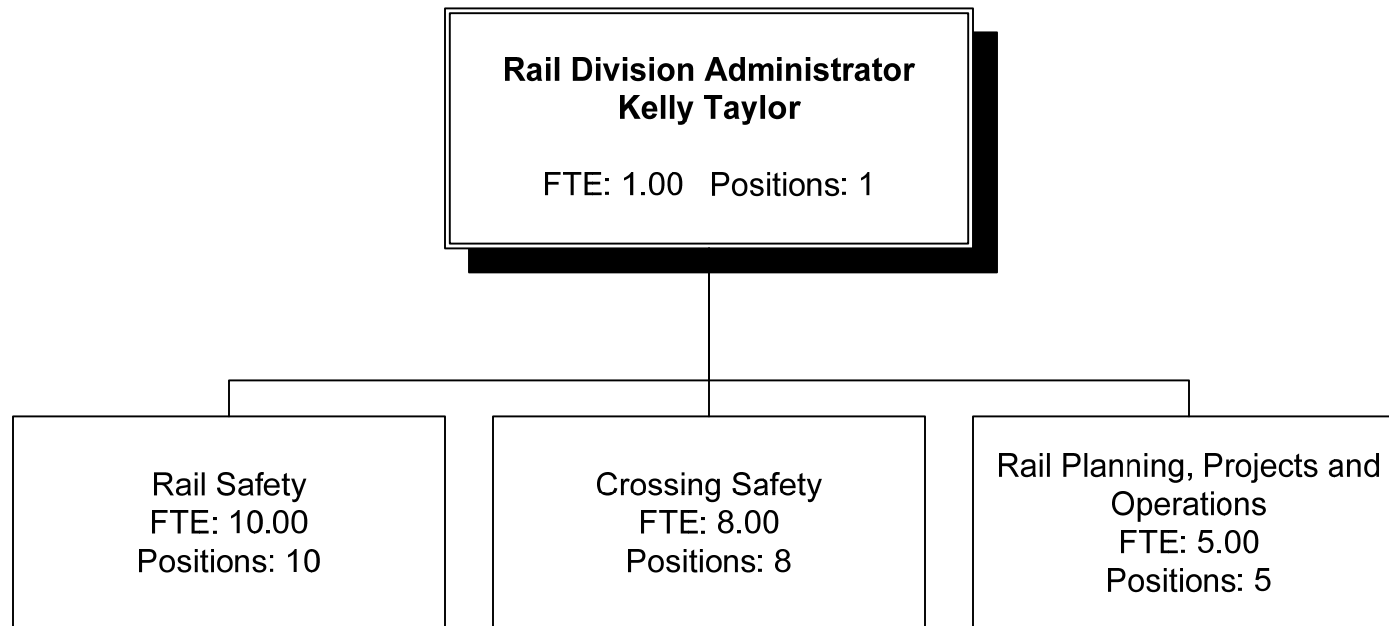 Rail Division Administrator
Kelly Taylor
FTE: 1.00   Positions: 1
Rail Safety
FTE: 10.00
Positions: 10
Crossing Safety
FTE: 8.00
Positions: 8
Rail Planning, Projects and
Operations
FTE: 5.00
Positions: 5